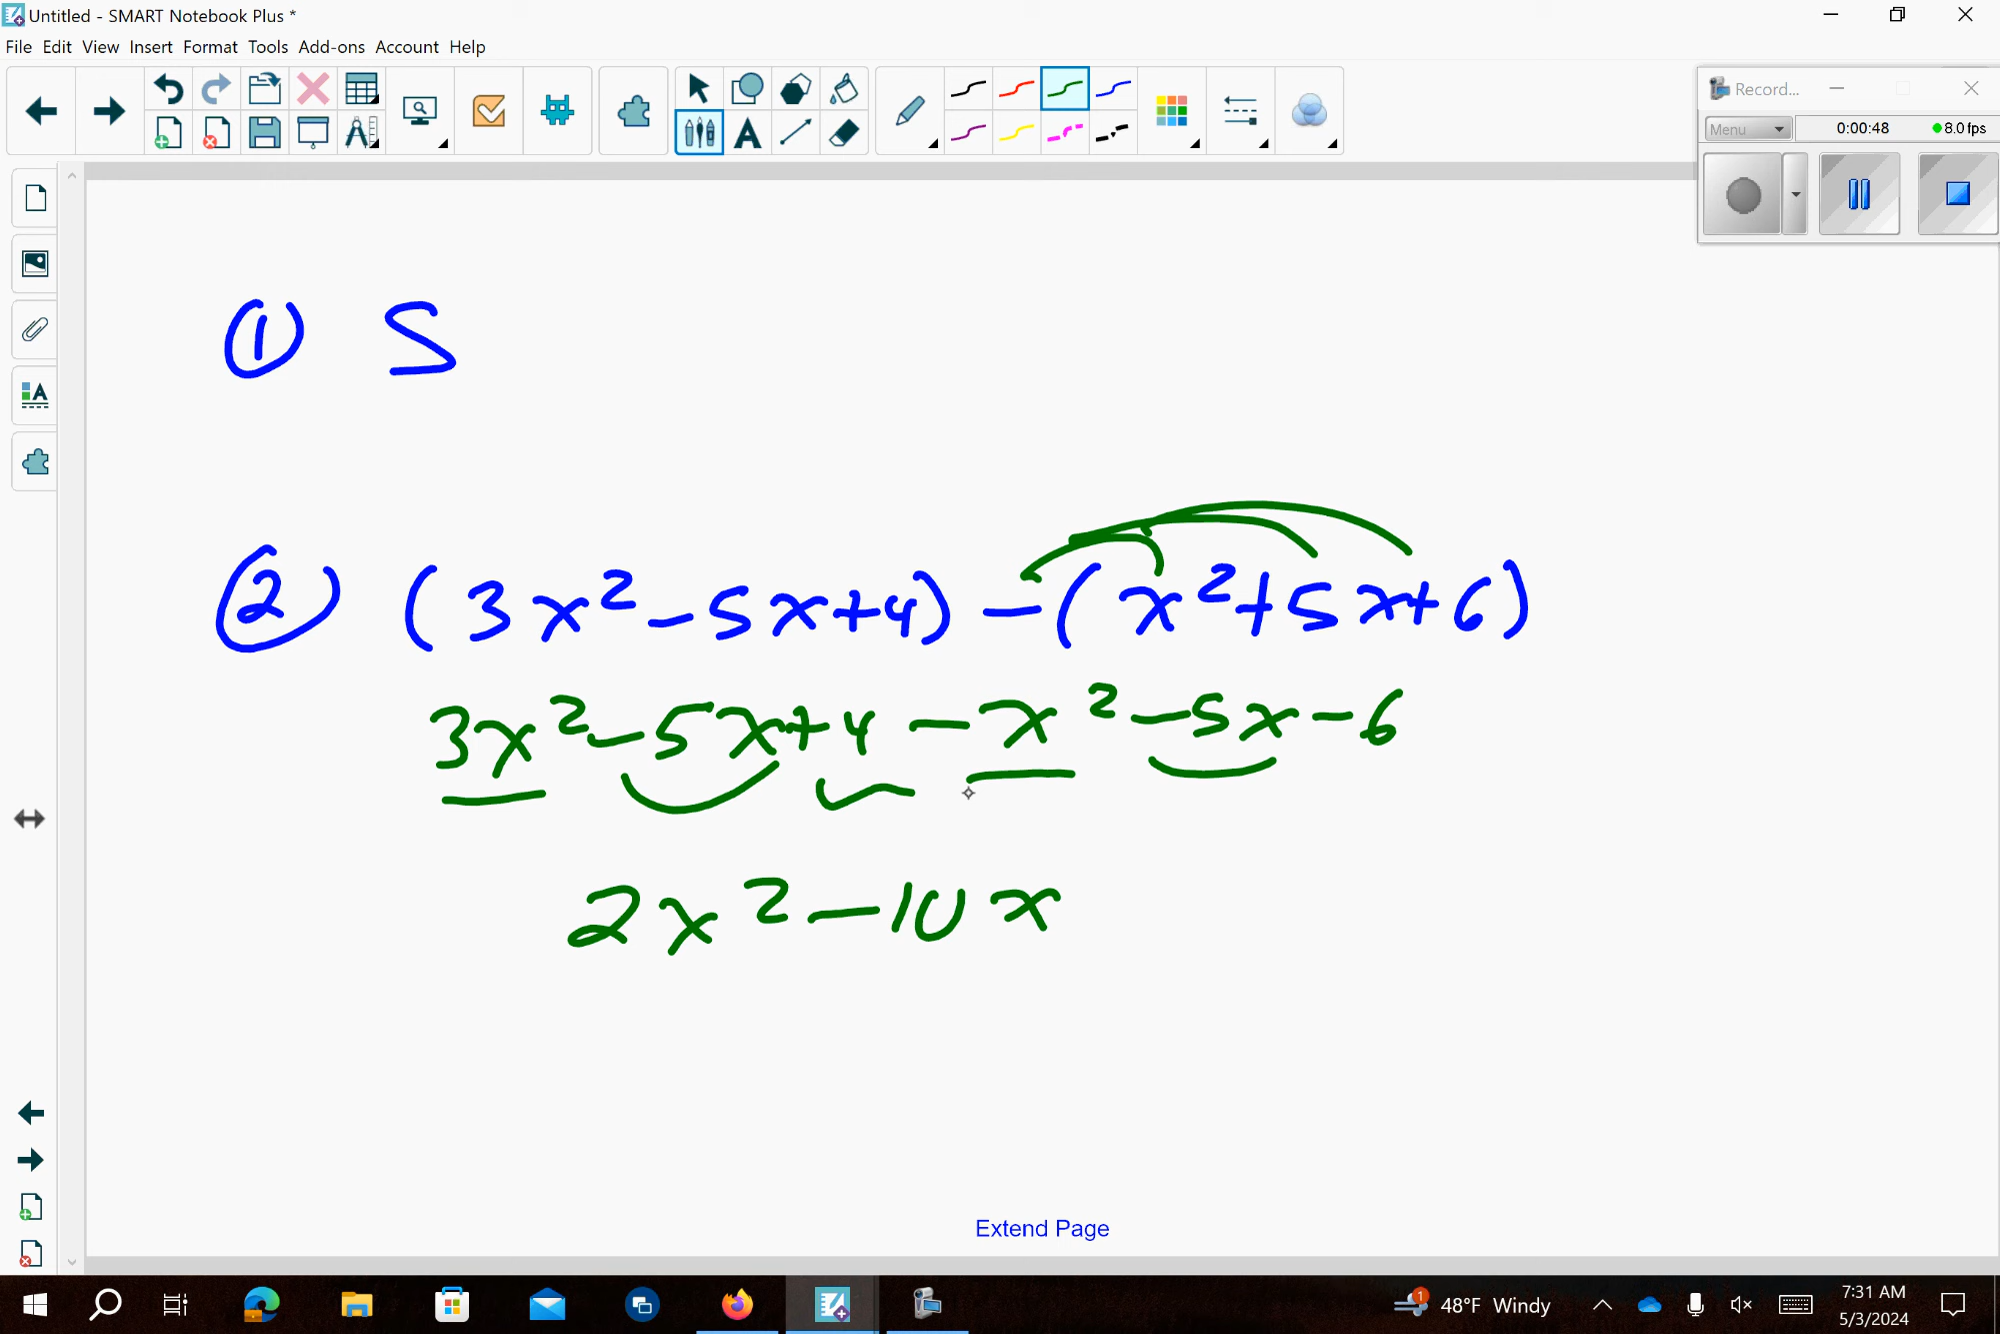 Untitled - SMART Notebook Plus *
File Edit View Insert Format Tools Add-ons Account Help
Record...
Menu 0:00:48 8.0 fps
① S
② (3x² - 5x + 4) - (x² + 5x + 6)
3x² - 5x + 4 - x² - 5x - 6
2x² - 10x
Extend Page
1 48°F Windy 7:31 AM
5/3/2024